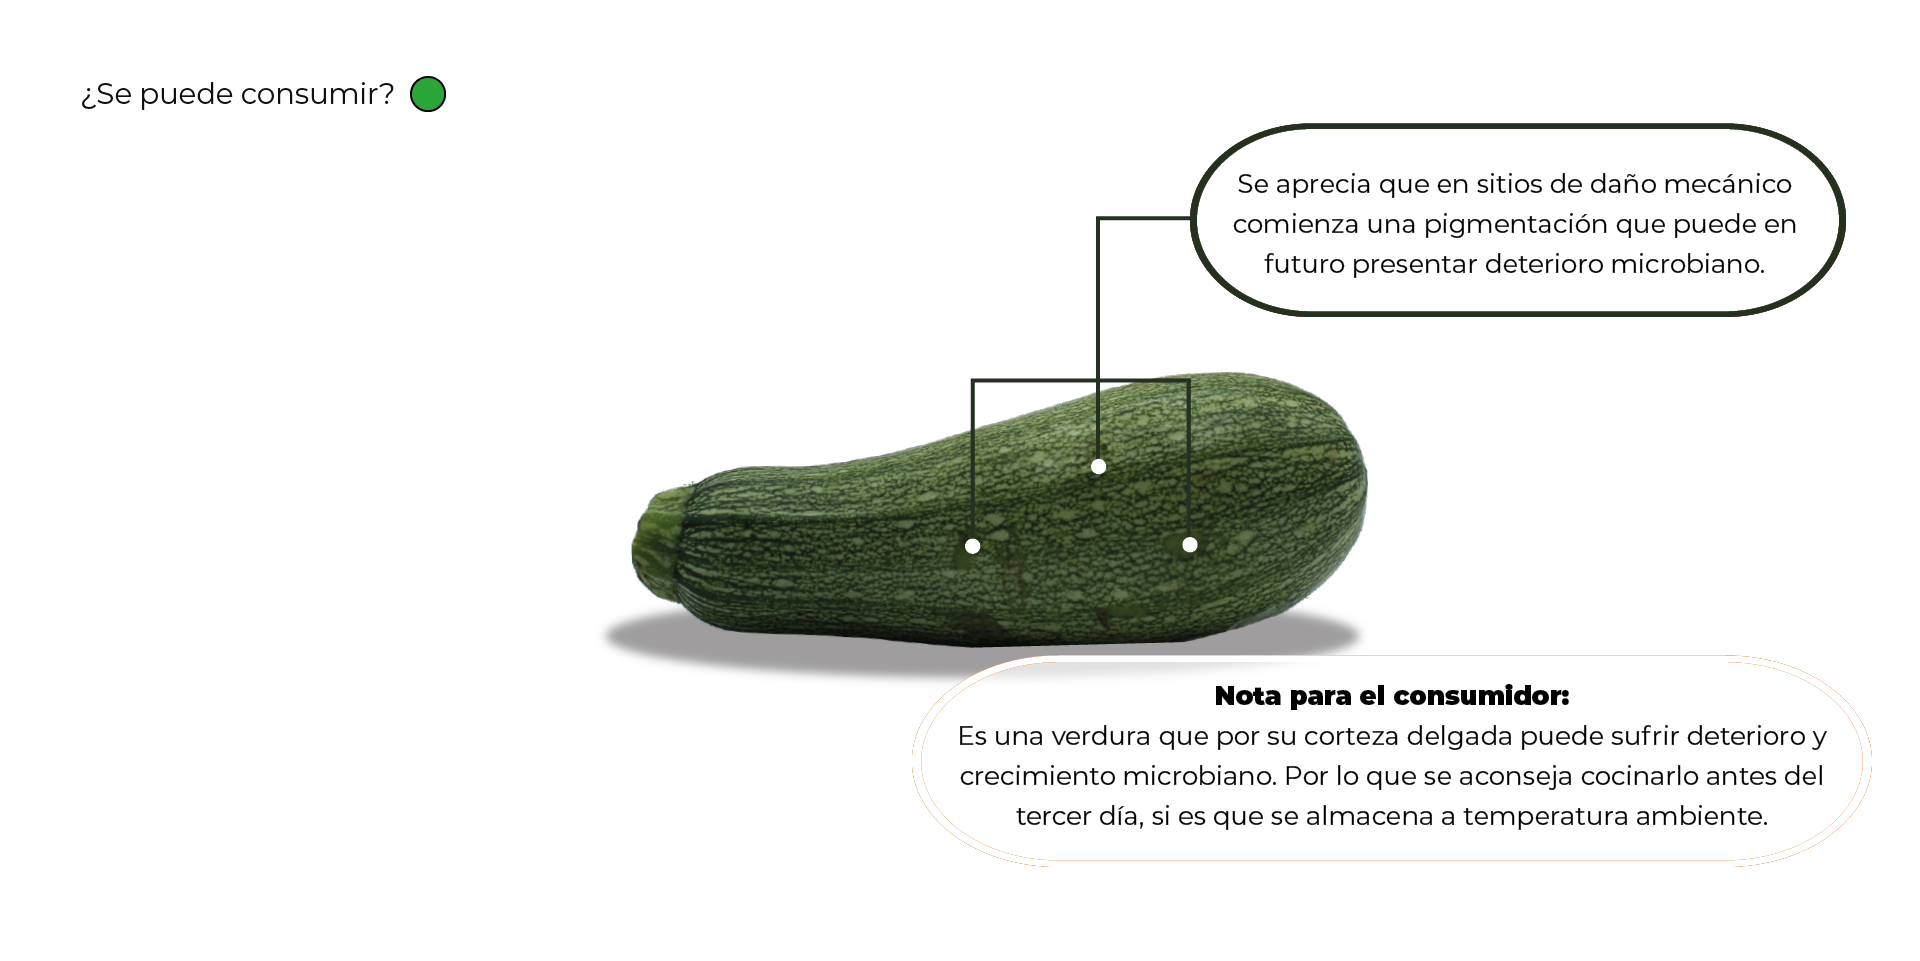 ¿Se puede consumir?
Se aprecia que en sitios de daño mecánico
comienza una pigmentación que puede en
futuro presentar deterioro microbiano.
Nota para el consumidor:
Es una verdura que por su corteza delgada puede sufrir deterioro y
crecimiento microbiano. Por lo que se aconseja cocinarlo antes del
tercer día, si es que se almacena a temperatura ambiente.